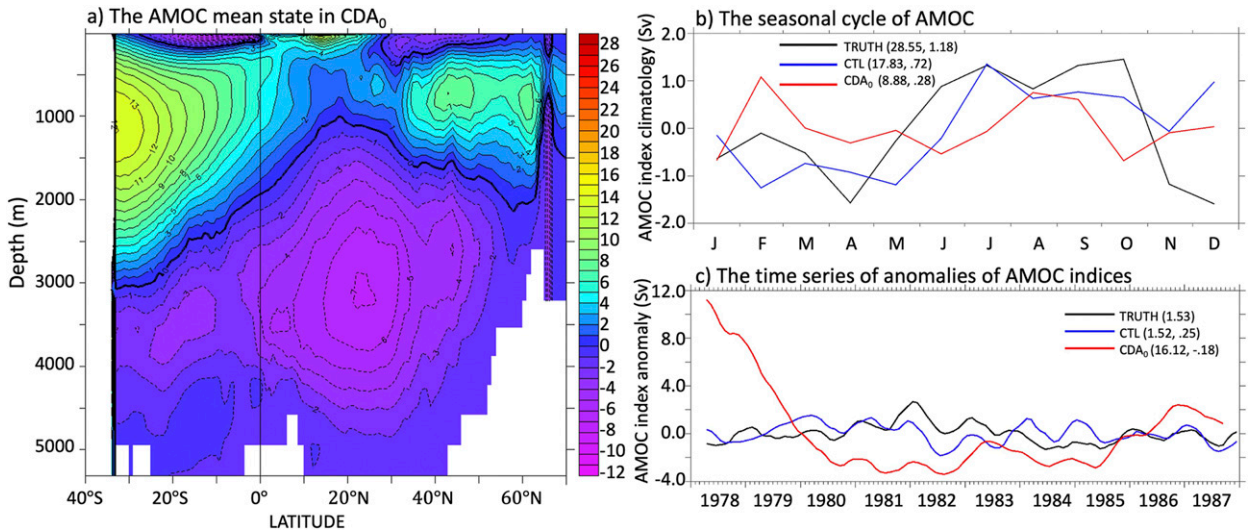 a) The AMOC mean state in CDA₀
Depth (m)
1000
2000
3000
4000
5000
40°S 20°S 0° 20°N 40°N 60°N
LATITUDE
28
26
24
22
20
18
16
14
12
10
8
6
4
2
0
-2
-4
-6
-8
-10
-12
b) The seasonal cycle of AMOC
AMOC index climatology (Sv)
2.0
1.0
0.0
-1.0
-2.0
TRUTH (28.55, 1.18)
CTL (17.83, .72)
CDA₀ (8.88, .28)
J F M A M J J A S O N D
c) The time series of anomalies of AMOC indices
AMOC index anomaly (Sv)
12.0
8.0
4.0
0.0
-4.0
TRUTH (1.53)
CTL (1.52, .25)
CDA₀ (16.12, -.18)
1978 1979 1980 1981 1982 1983 1984 1985 1986 1987